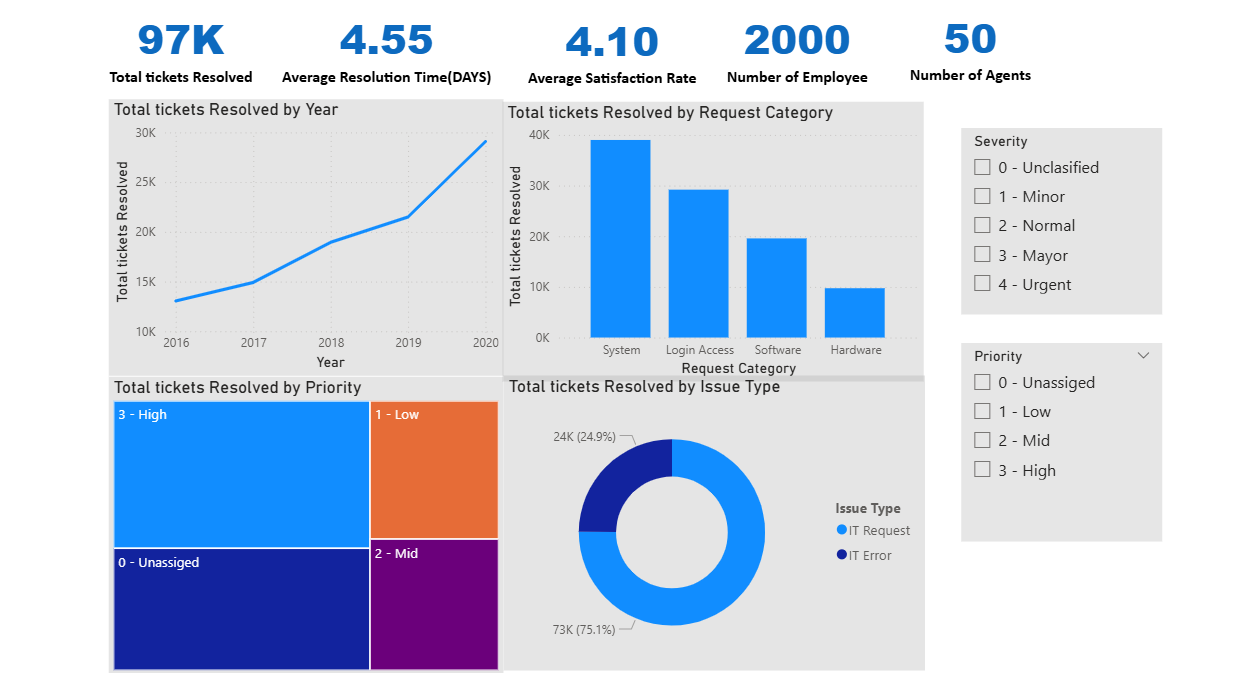 97K
Total tickets Resolved
4.55
Average Resolution Time(DAYS)
4.10
Average Satisfaction Rate
2000
Number of Employee
50
Number of Agents
Total tickets Resolved by Year
Total tickets Resolved
30K
25K
20K
15K
10K
2016
2017
2018
2019
2020
Year
Total tickets Resolved by Request Category
Total tickets Resolved
40K
30K
20K
10K
0K
System
Login Access
Software
Hardware
Request Category
Severity
0 - Unclasified
1 - Minor
2 - Normal
3 - Mayor
4 - Urgent
Priority
0 - Unassiged
1 - Low
2 - Mid
3 - High
Total tickets Resolved by Priority
3 - High
1 - Low
0 - Unassiged
2 - Mid
Total tickets Resolved by Issue Type
24K (24.9%)
73K (75.1%)
Issue Type
IT Request
IT Error